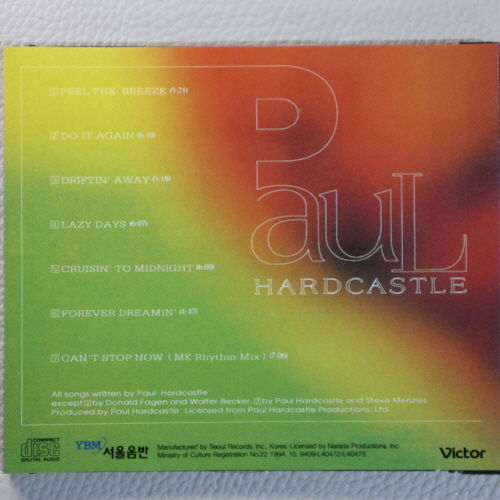 1 FEEL THE BREEZE (5:21)
2 DO IT AGAIN (6:10)
3 DRIFTIN' AWAY (5:18)
4 LAZY DAYS (6:07)
5 CRUISIN' TO MIDNIGHT (6:00)
6 FOREVER DREAMIN' (4:47)
7 CAN'T STOP NOW ( MK Rhythm Mix ) (7:06)
PauL
HARDCASTLE
All songs written by Paul Hardcastle
except 2 by Donald Fagen and Walter Becker, 7 by Paul Hardcastle and Steve Menzies
Produced by Paul Hardcastle Licensed from Paul Hardcastle Productions, Ltd.
COMPACT
disc
DIGITAL AUDIO
YBM 서울음반
Manufactured by Seoul Records, Inc., Korea, Licensed by Narada Productions, Inc.
Ministry of Culture Registration No.22 1994. 10. 9409-L40472/L40478
Victor